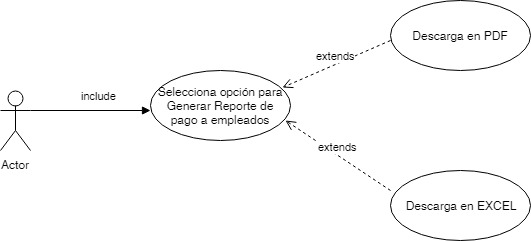 Descarga en PDF
extends
Selecciona opción para
Generar Reporte de
pago a empleados
include
Actor
extends
Descarga en EXCEL